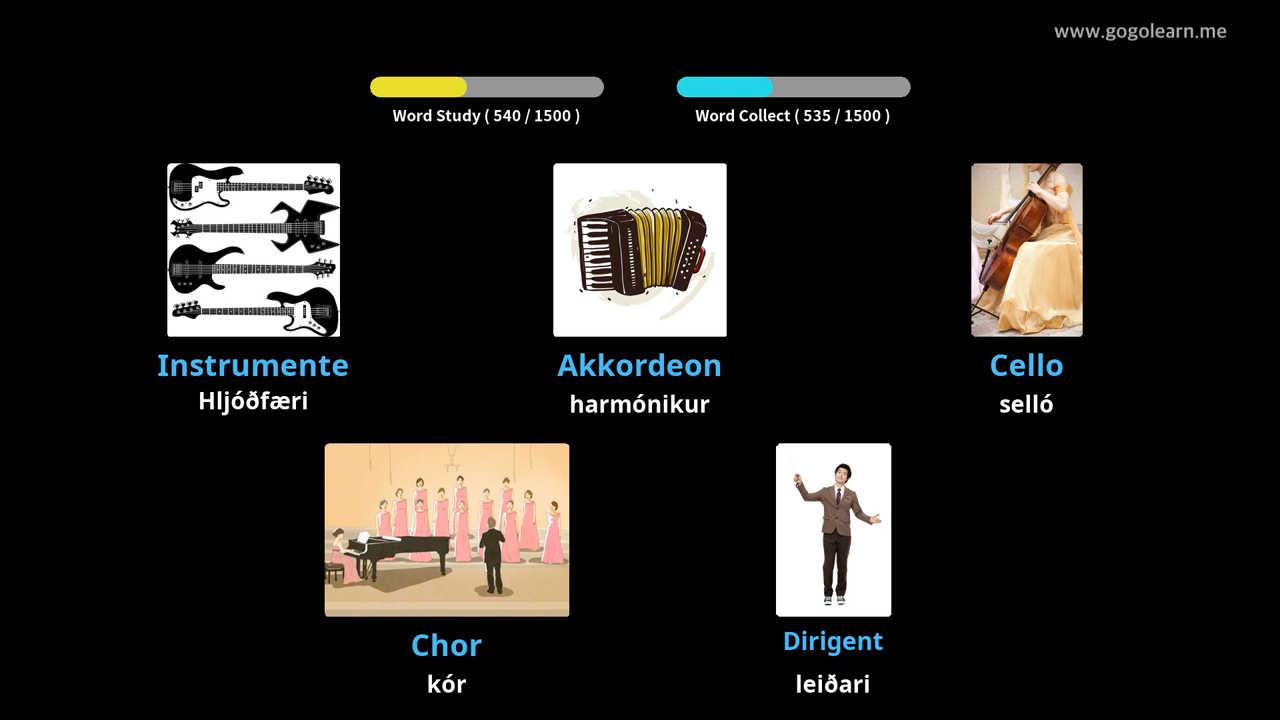 www.gogolearn.me
Word Study ( 540 / 1500 )
Word Collect ( 535 / 1500 )
Instrumente
Hljóðfæri
Akkordeon
harmónikur
Cello
selló
Chor
kór
Dirigent
leiðari